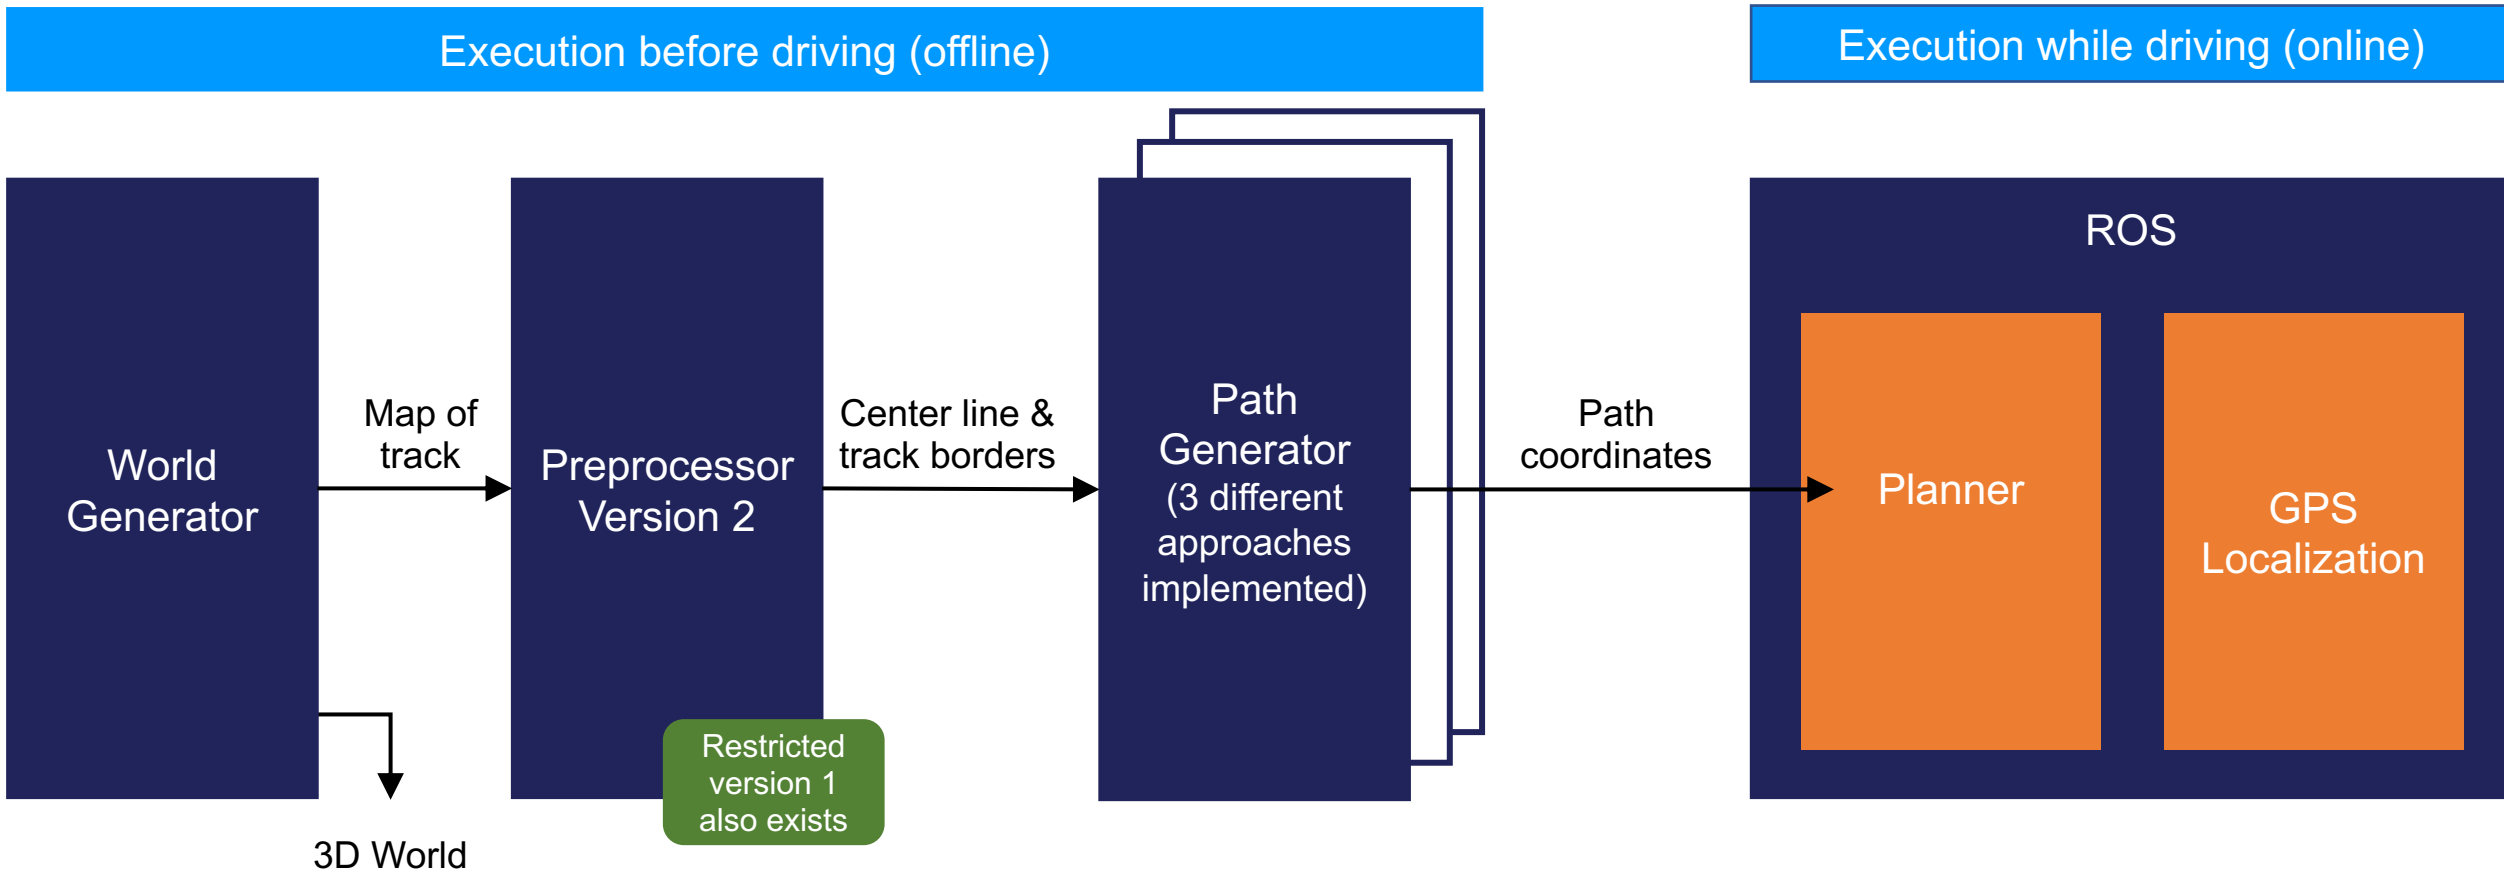 Execution before driving (offline)
Execution while driving (online)
World
Generator
Map of
track
3D World
Preprocessor
Version 2
Restricted
version 1
also exists
Center line &
track borders
Path
Generator
(3 different
approaches
implemented)
Path
coordinates
ROS
Planner
GPS
Localization